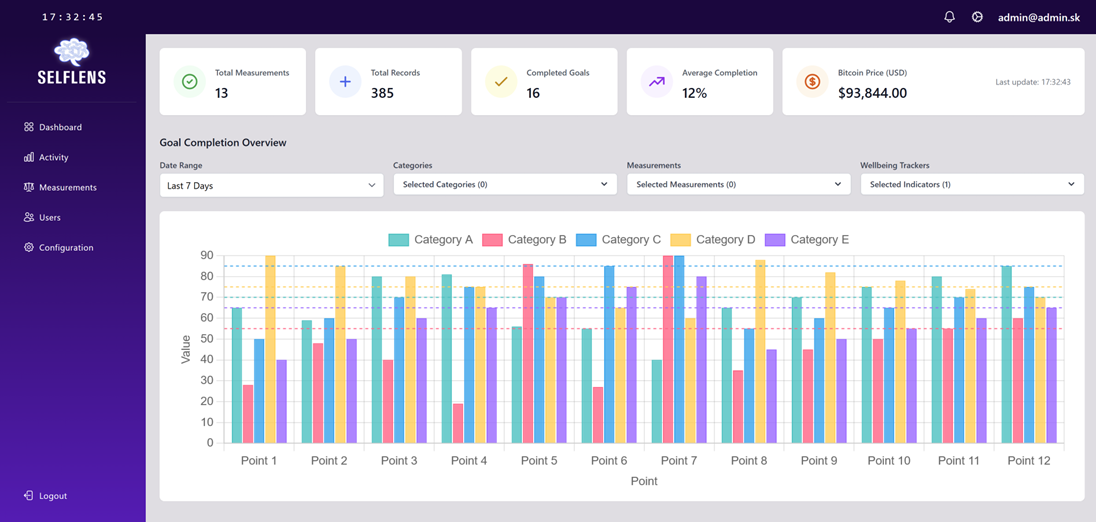 17:32:45
admin@admin.sk
SELFLENS
Dashboard
Activity
Measurements
Users
Configuration
Logout
Total Measurements
13
Total Records
385
Completed Goals
16
Average Completion
12%
Bitcoin Price (USD)
$93,844.00
Last update: 17:32:43
Goal Completion Overview
Date Range
Last 7 Days
Categories
Selected Categories (0)
Measurements
Selected Measurements (0)
Wellbeing Trackers
Selected Indicators (1)
Category A Category B Category C Category D Category E
90
80
70
60
50
40
30
20
10
0
Value
Point 1 Point 2 Point 3 Point 4 Point 5 Point 6 Point 7 Point 8 Point 9 Point 10 Point 11 Point 12
Point